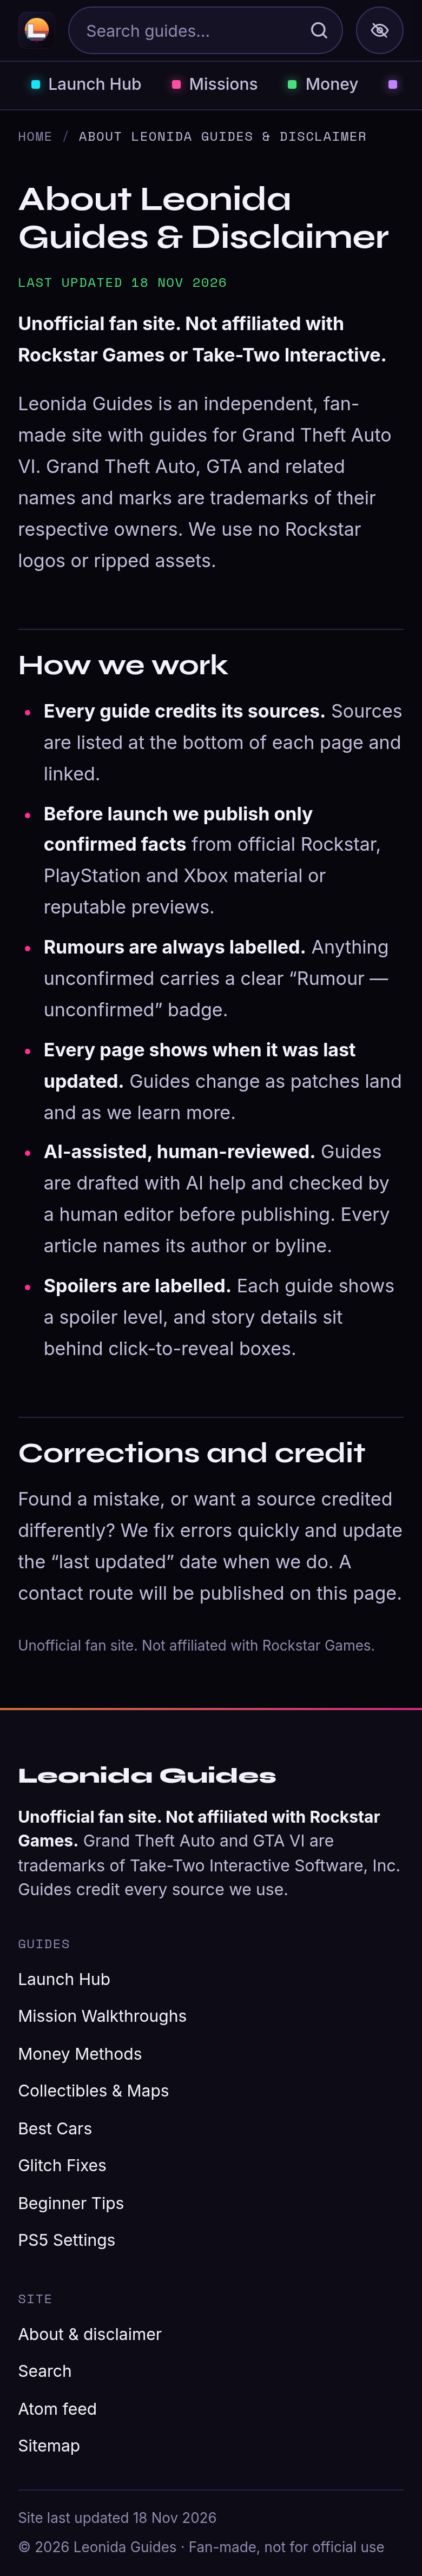 Search guides...
Launch Hub
Missions
Money
HOME / ABOUT LEONIDA GUIDES & DISCLAIMER
About Leonida
Guides & Disclaimer
LAST UPDATED 18 NOV 2026
Unofficial fan site. Not affiliated with
Rockstar Games or Take-Two Interactive.
Leonida Guides is an independent, fan-
made site with guides for Grand Theft Auto
VI. Grand Theft Auto, GTA and related
names and marks are trademarks of their
respective owners. We use no Rockstar
logos or ripped assets.
How we work
• Every guide credits its sources. Sources
are listed at the bottom of each page and
linked.
• Before launch we publish only
confirmed facts from official Rockstar,
PlayStation and Xbox material or
reputable previews.
• Rumours are always labelled. Anything
unconfirmed carries a clear “Rumour —
unconfirmed” badge.
• Every page shows when it was last
updated. Guides change as patches land
and as we learn more.
• AI-assisted, human-reviewed. Guides
are drafted with AI help and checked by
a human editor before publishing. Every
article names its author or byline.
• Spoilers are labelled. Each guide shows
a spoiler level, and story details sit
behind click-to-reveal boxes.
Corrections and credit
Found a mistake, or want a source credited
differently? We fix errors quickly and update
the “last updated” date when we do. A
contact route will be published on this page.
Unofficial fan site. Not affiliated with Rockstar Games.
Leonida Guides
Unofficial fan site. Not affiliated with Rockstar
Games. Grand Theft Auto and GTA VI are
trademarks of Take-Two Interactive Software, Inc.
Guides credit every source we use.
GUIDES
Launch Hub
Mission Walkthroughs
Money Methods
Collectibles & Maps
Best Cars
Glitch Fixes
Beginner Tips
PS5 Settings
SITE
About & disclaimer
Search
Atom feed
Sitemap
Site last updated 18 Nov 2026
© 2026 Leonida Guides · Fan-made, not for official use